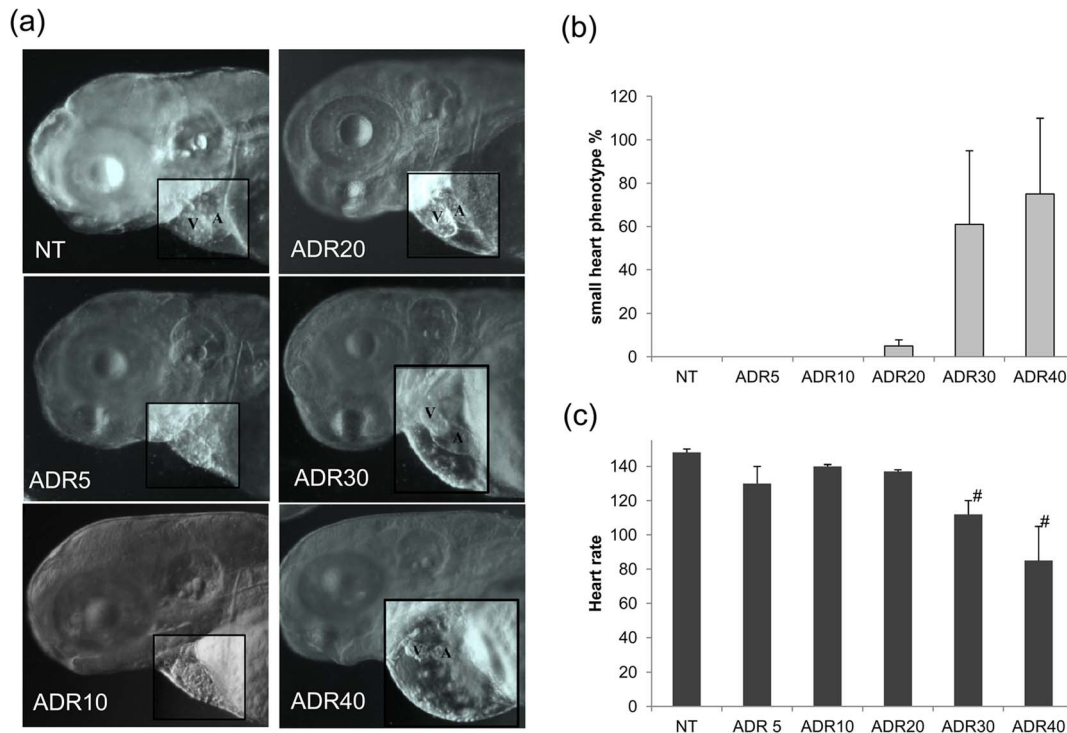 (a)
NT
V A
ADR20
V A
ADR5
ADR30
V
A
ADR10
ADR40
V A
(b)
small heart phenotype %
120
100
80
60
40
20
0
NT ADR5 ADR10 ADR20 ADR30 ADR40
(c)
Heart rate
140
120
100
80
60
40
20
0
#
#
NT ADR 5 ADR10 ADR20 ADR30 ADR40